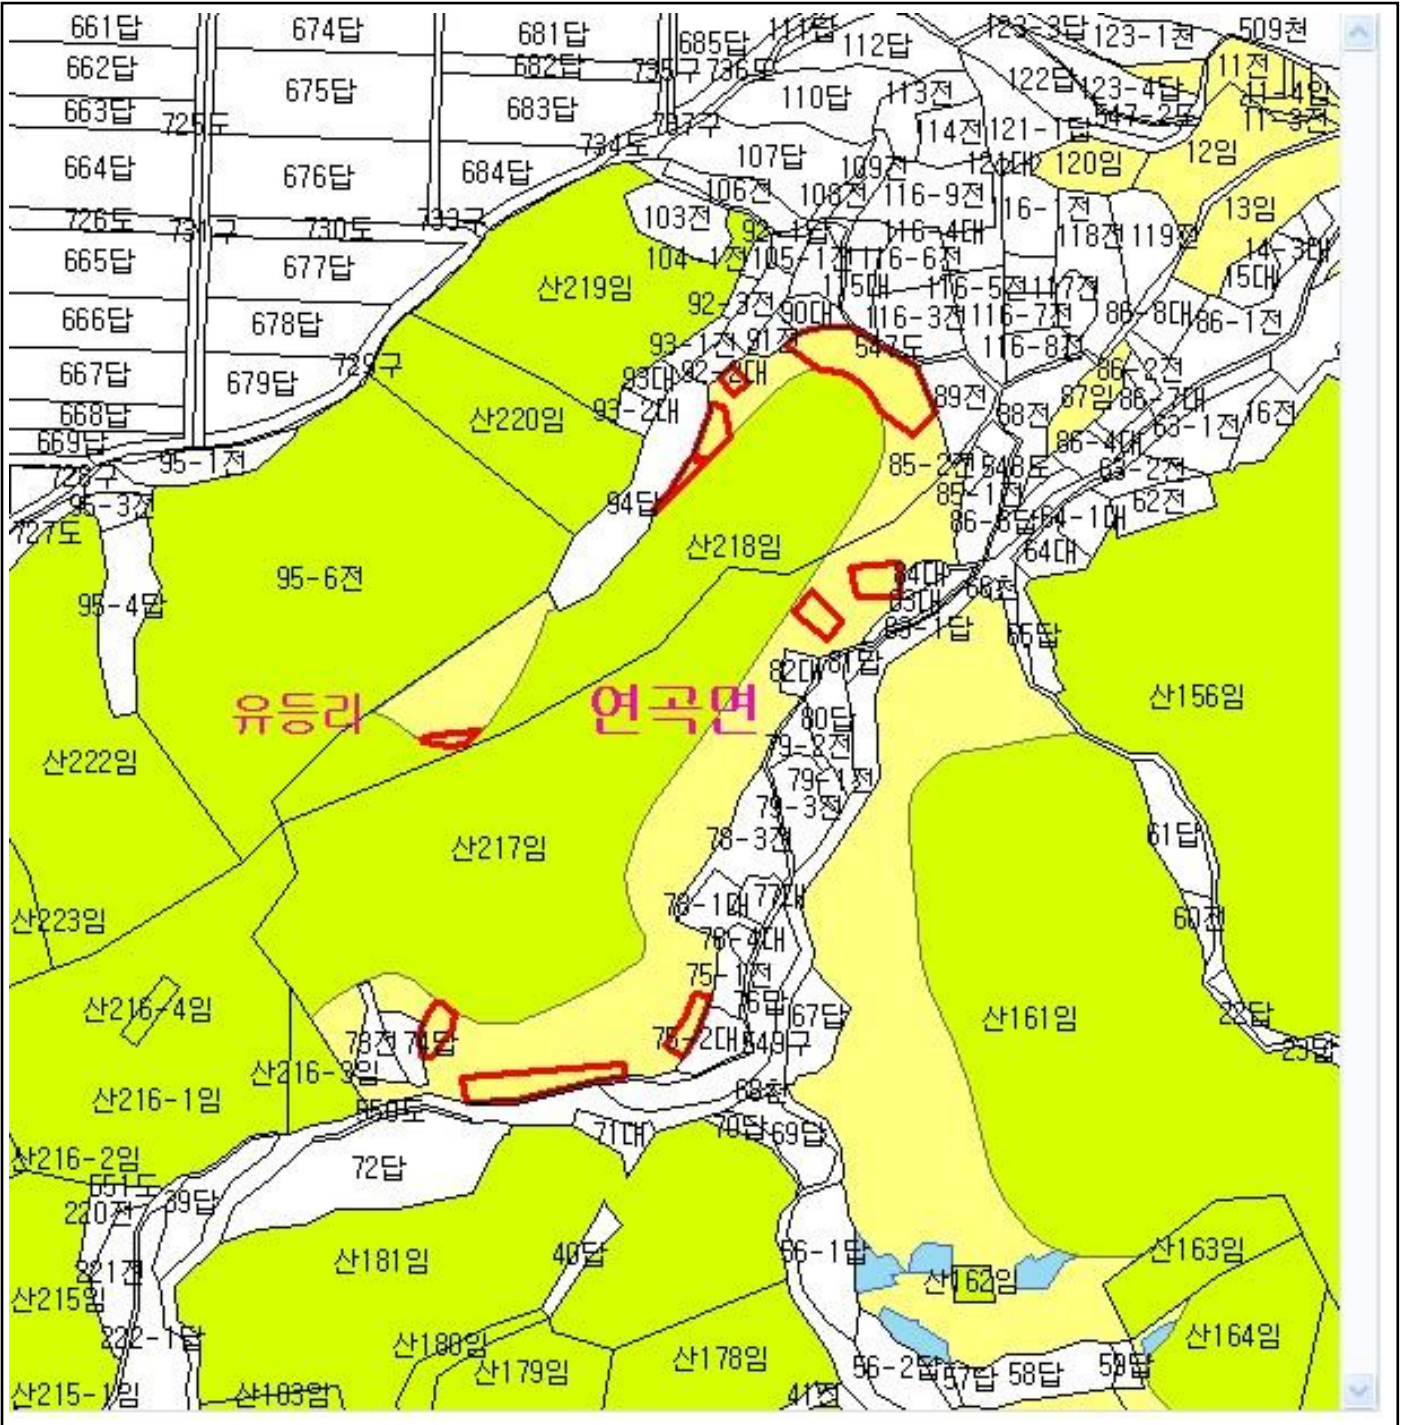 661답
674답
681답
685답
111답
112답
123-3답
123-1천
509천
662답
682답
735구
736도
122답
123-4답
11전
11-4임
675답
683답
110답
113전
547-2도
11-3전
663답
725도
737구
114전
121-1답
664답
676답
684답
734도
107답
109전
121대
120임
12임
726도
731구
730도
733구
106전
108전
116-9전
103전
92-1답
116-4대
118전
119전
13임
14-3대
665답
677답
104-1전
105-1전
116-6전
15대
산219임
115대
116-5전
117전
666답
678답
92-3전
90대
116-3전
116-7전
86-8대
86-1전
93-1전
91전
547도
116-8전
667답
679답
729구
93대
92-2대
89전
86-2전
668답
산220임
93-2대
88전
87임
86-7대
16전
669답
95-1전
86-4대
63-1전
728구
85-2전
548도
63-2전
95-3전
94답
85-1전
62전
727도
86-6답
64-1대
산218임
64대
95-6전
84대
66천
95-4답
83대
83-1답
65답
82대
81답
유등리
연곡면
산156임
80답
산222임
79-2전
79-1전
79-3전
산217임
78-3전
61답
78-1대
77대
산223임
60전
78-4대
75-1전
산216-4임
76답
67답
산161임
22답
73전
74답
75-2대
549구
23답
산216-3임
산216-1임
68천
550도
71대
70답
69답
산216-2임
72답
551도
220전
39답
산181임
40답
56-1답
산163임
221전
산162임
산215임
222-1답
산180임
산164임
산179임
산178임
56-2답
57답
58답
59답
산215-1임
산183임
41전